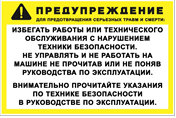 ПРЕДУПРЕЖДЕНИЕ
ДЛЯ ПРЕДОТВРАЩЕНИЯ СЕРЬЕЗНЫХ ТРАВМ И СМЕРТИ:
ИЗБЕГАТЬ РАБОТЫ ИЛИ ТЕХНИЧЕСКОГО
ОБСЛУЖИВАНИЯ С НАРУШЕНИЕМ
ТЕХНИКИ БЕЗОПАСНОСТИ.
НЕ УПРАВЛЯТЬ И НЕ РАБОТАТЬ НА
МАШИНЕ НЕ ПРОЧИТАВ ИЛИ НЕ ПОНЯВ
РУКОВОДСТВА ПО ЭКСПЛУАТАЦИИ.
ВНИМАТЕЛЬНО ПРОЧИТАЙТЕ УКАЗАНИЯ
ПО ТЕХНИКЕ БЕЗОПАСНОСТИ
В РУКОВОДСТВЕ ПО ЭКСПЛУАТАЦИИ.